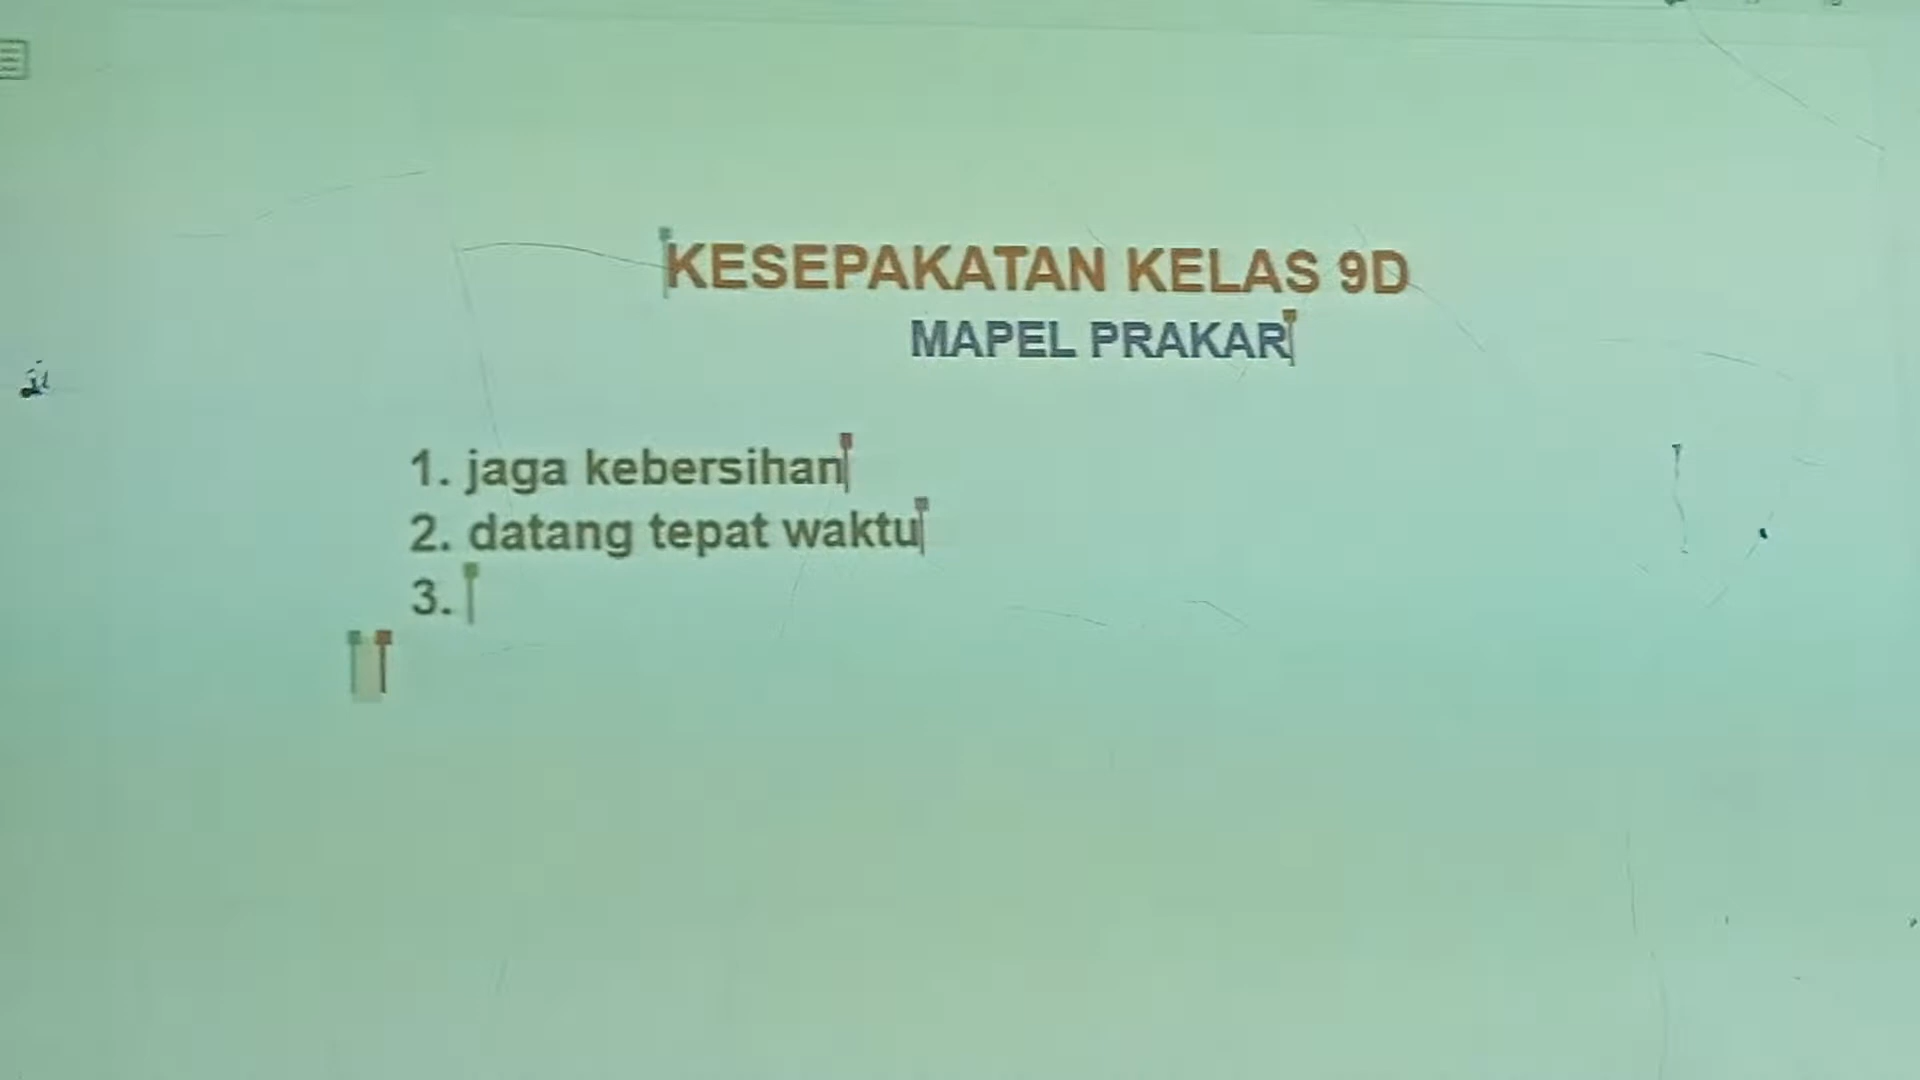 KESEPAKATAN KELAS 9D
MAPEL PRAKAR
1. jaga kebersihan
2. datang tepat waktu
3.